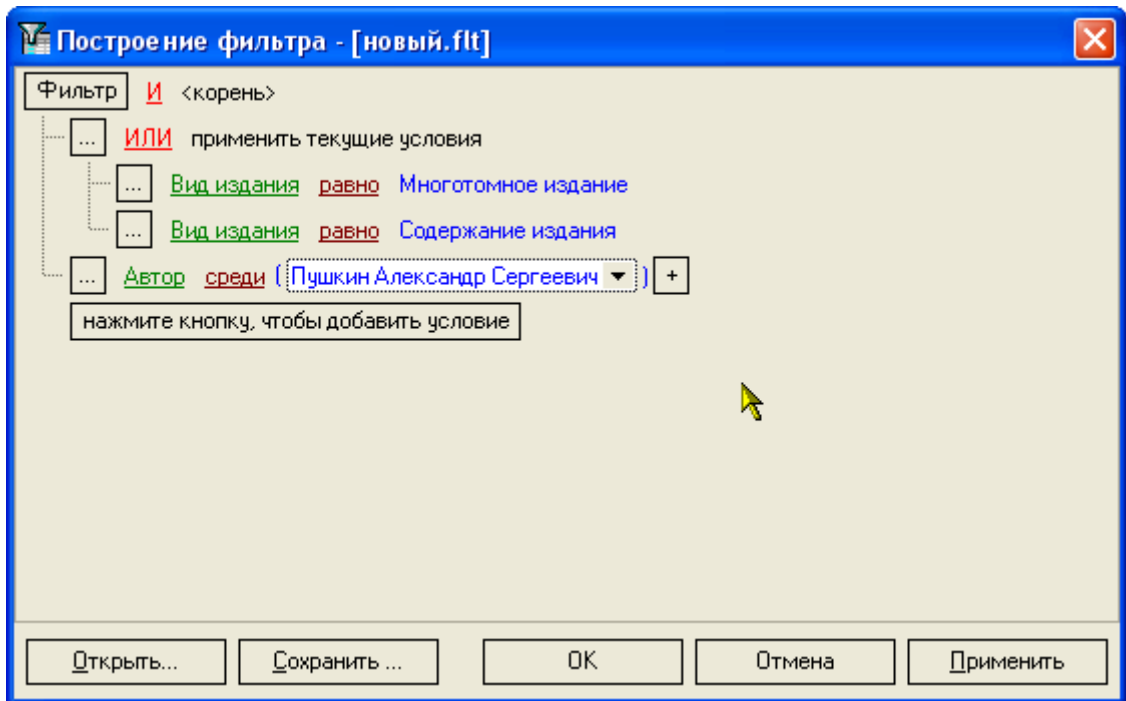 Построение фильтра - [новый.flt]
Фильтр И <корень>
... ИЛИ применить текущие условия
... Вид издания равно Многотомное издание
... Вид издания равно Содержание издания
... Автор среди ( Пушкин Александр Сергеевич ) +
нажмите кнопку, чтобы добавить условие
Открыть... Сохранить ... OK Отмена Применить